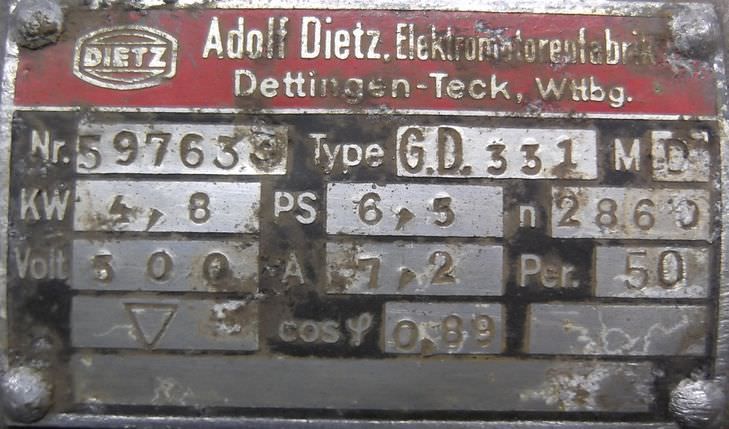 DIETZ
Adolf Dietz, Elektromotorenfabrik
Dettingen-Teck, Wttbg.
Nr. 597633 Type G.D. 331 M D
KW 4,8 PS 6,5 n 2860
Volt 500 A 7,2 Per. 50
cos φ 0,89